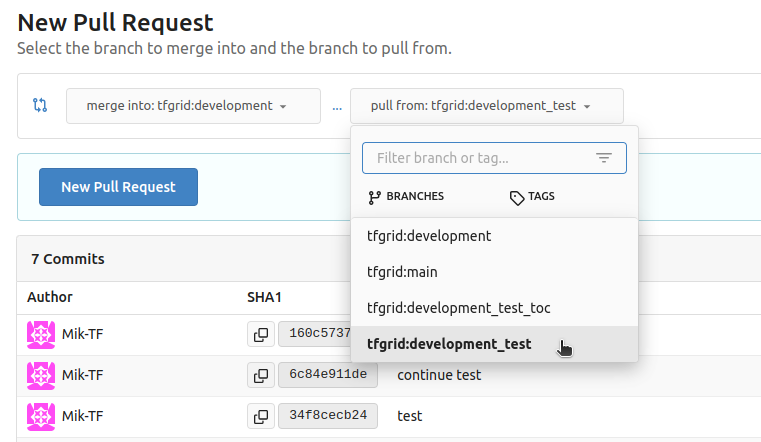 New Pull Request
Select the branch to merge into and the branch to pull from.
merge into: tfgrid:development
...
pull from: tfgrid:development_test
Filter branch or tag...
BRANCHES
TAGS
New Pull Request
tfgrid:development
tfgrid:main
tfgrid:development_test_toc
tfgrid:development_test
7 Commits
Author SHA1
Mik-TF 160c5737
Mik-TF 6c84e911de continue test
Mik-TF 34f8cecb24 test